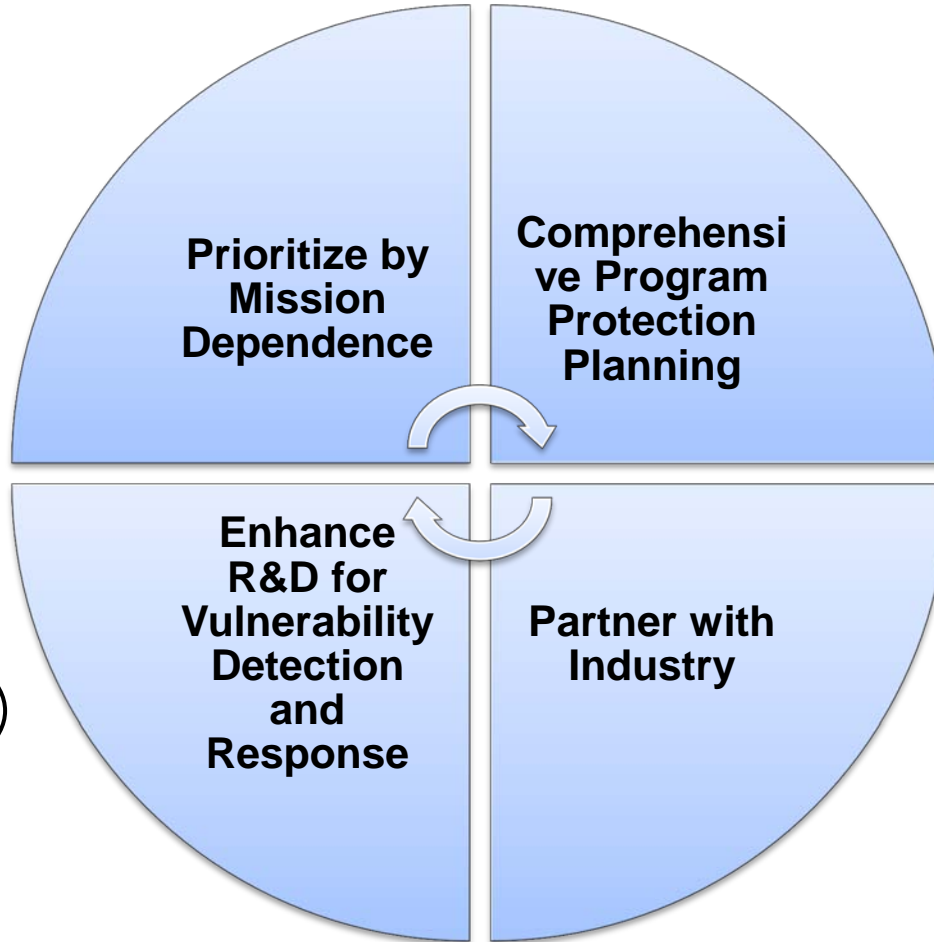 Prioritize by
Mission
Dependence
Comprehensi
ve Program
Protection
Planning
Enhance
R&D for
Vulnerability
Detection
and
Response
Partner with
Industry
)